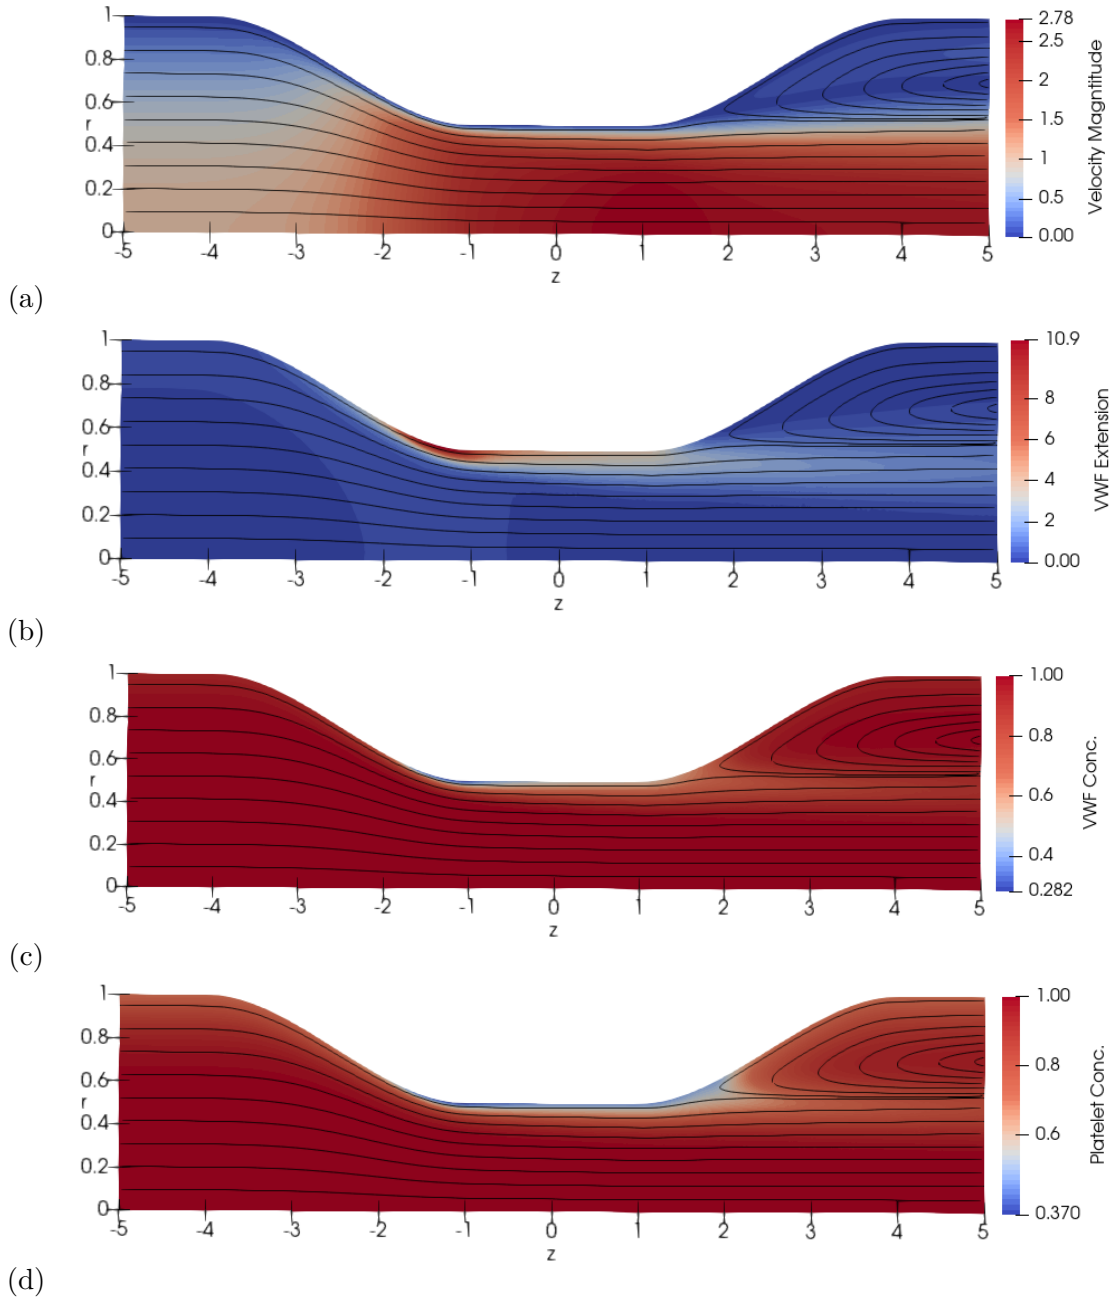 1
0.8
0.6
r
0.4
0.2
0
-5 -4 -3 -2 -1 0 1 2 3 4 5
z
2.78
2.5
2
1.5
1
0.5
0.00
Velocity Magntitude
(a)
1
0.8
0.6
r
0.4
0.2
0
-5 -4 -3 -2 -1 0 1 2 3 4 5
z
10.9
8
6
4
2
0.00
VWF Extension
(b)
1
0.8
0.6
r
0.4
0.2
0
-5 -4 -3 -2 -1 0 1 2 3 4 5
z
1.00
0.8
0.6
0.4
0.282
VWF Conc.
(c)
1
0.8
0.6
r
0.4
0.2
0
-5 -4 -3 -2 -1 0 1 2 3 4 5
z
1.00
0.8
0.6
0.370
Platelet Conc.
(d)